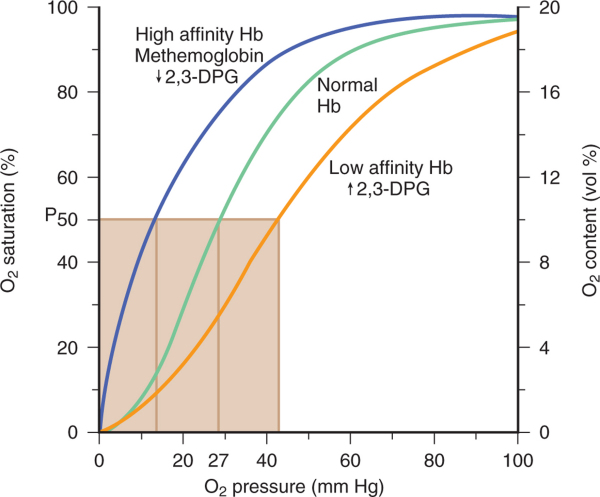 100
80
60
P50
40
20
0
O2 saturation (%)
High affinity Hb
Methemoglobin
↓2,3-DPG
Normal
Hb
Low affinity Hb
↑2,3-DPG
20
16
12
10
8
4
0
O2 content (vol %)
0
20
27
40
60
80
100
O2 pressure (mm Hg)